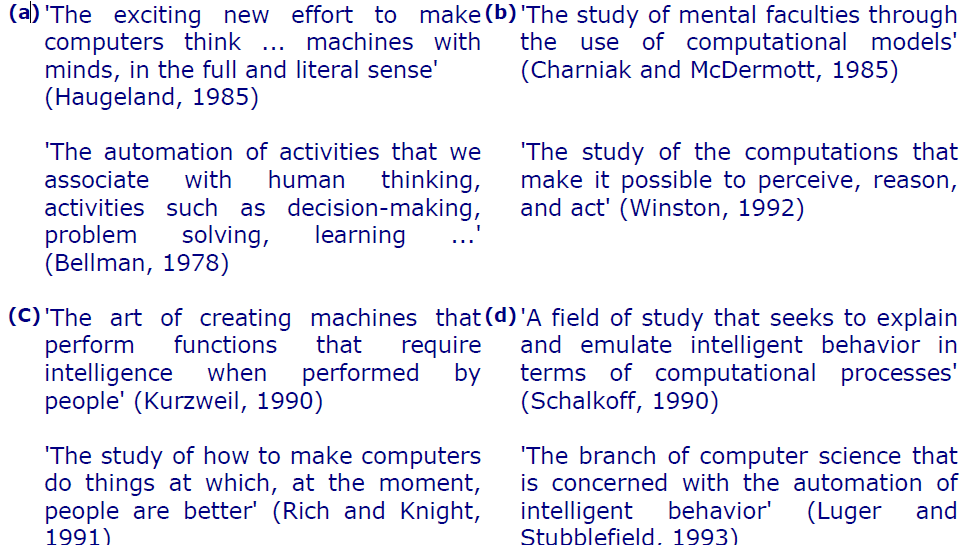 (a) 'The exciting new effort to make
computers think ... machines with
minds, in the full and literal sense'
(Haugeland, 1985)
'The automation of activities that we
associate with human thinking,
activities such as decision-making,
problem solving, learning ...'
(Bellman, 1978)
(b) 'The study of mental faculties through
the use of computational models'
(Charniak and McDermott, 1985)
'The study of the computations that
make it possible to perceive, reason,
and act' (Winston, 1992)
(C) 'The art of creating machines that
perform functions that require
intelligence when performed by
people' (Kurzweil, 1990)
'The study of how to make computers
do things at which, at the moment,
people are better' (Rich and Knight,
1991)
(d) 'A field of study that seeks to explain
and emulate intelligent behavior in
terms of computational processes'
(Schalkoff, 1990)
'The branch of computer science that
is concerned with the automation of
intelligent behavior' (Luger and
Stubblefield, 1993)